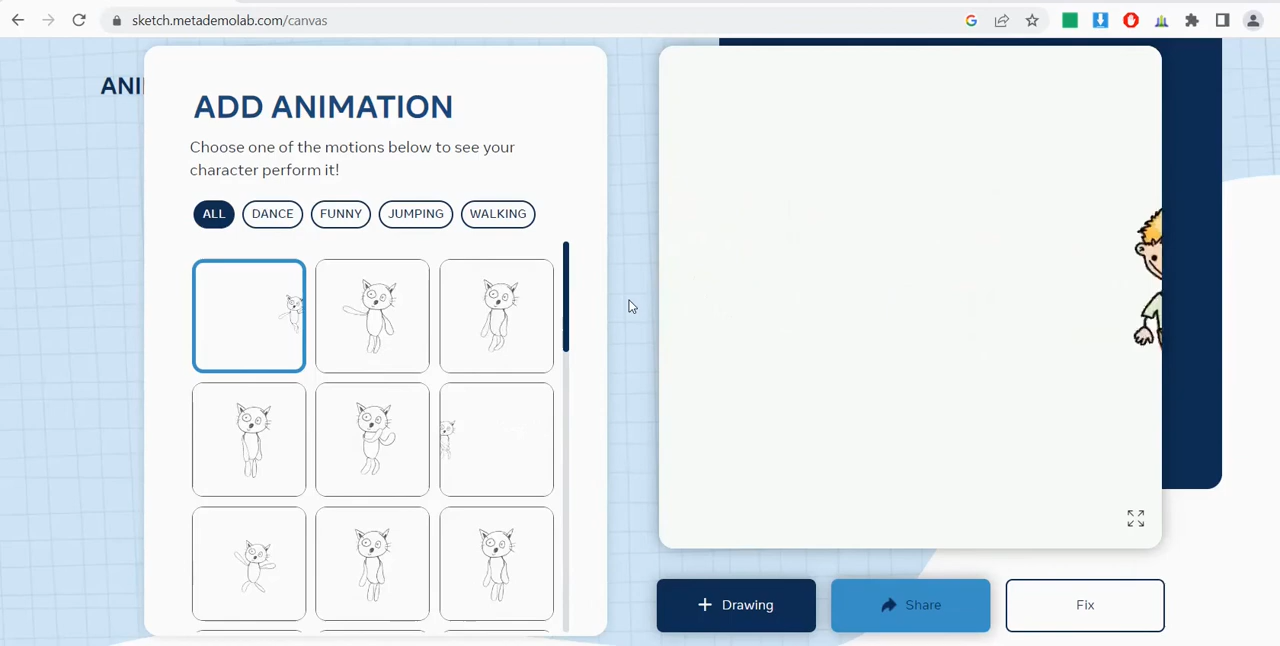 sketch.metademolab.com/canvas
ANI
ADD ANIMATION
Choose one of the motions below to see your
character perform it!
ALL
DANCE
FUNNY
JUMPING
WALKING
Drawing
Share
Fix